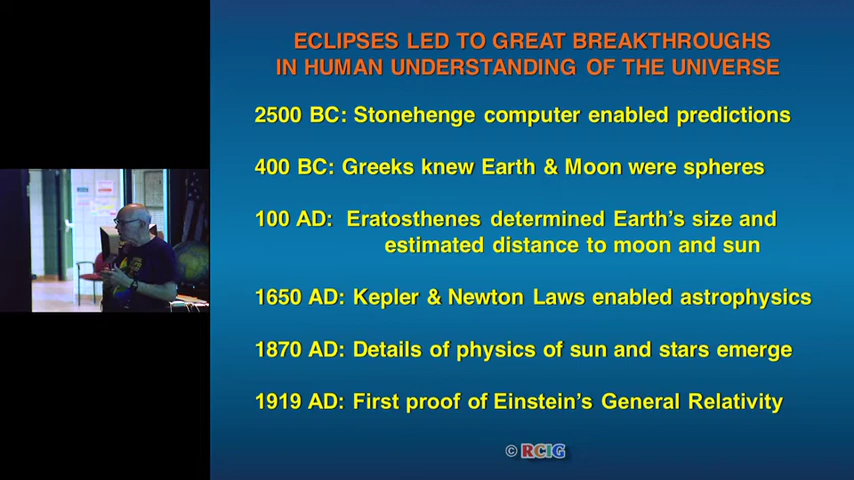 ECLIPSES LED TO GREAT BREAKTHROUGHS
IN HUMAN UNDERSTANDING OF THE UNIVERSE
2500 BC: Stonehenge computer enabled predictions
400 BC: Greeks knew Earth & Moon were spheres
100 AD: Eratosthenes determined Earth's size and
estimated distance to moon and sun
1650 AD: Kepler & Newton Laws enabled astrophysics
1870 AD: Details of physics of sun and stars emerge
1919 AD: First proof of Einstein's General Relativity
© RCIG